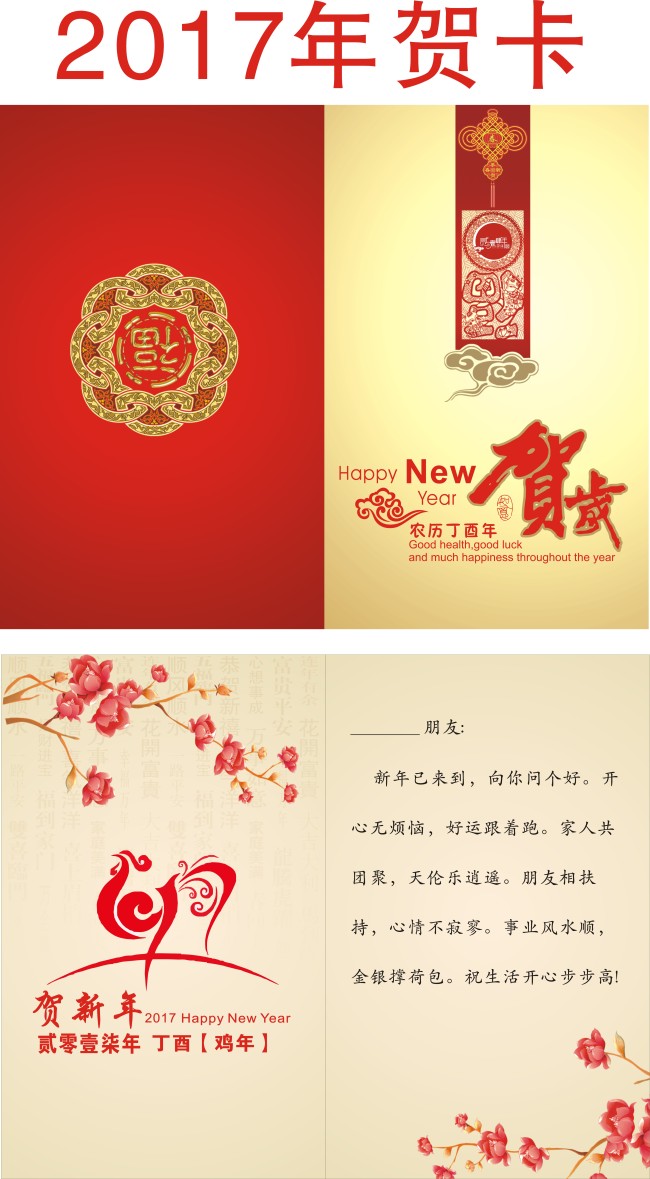 2017年贺卡
福
Happy New
Year
贺岁
农历丁酉年
Good health,good luck
and much happiness throughout the year
贺新年 2017 Happy New Year
贰零壹柒年 丁酉【鸡年】
_______ 朋友:
新年已来到，向你问个好。开
心无烦恼，好运跟着跑。家人共
团聚，天伦乐逍遥。朋友相扶
持，心情不寂寥。事业风水顺，
金银撑荷包。祝生活开心步步高!